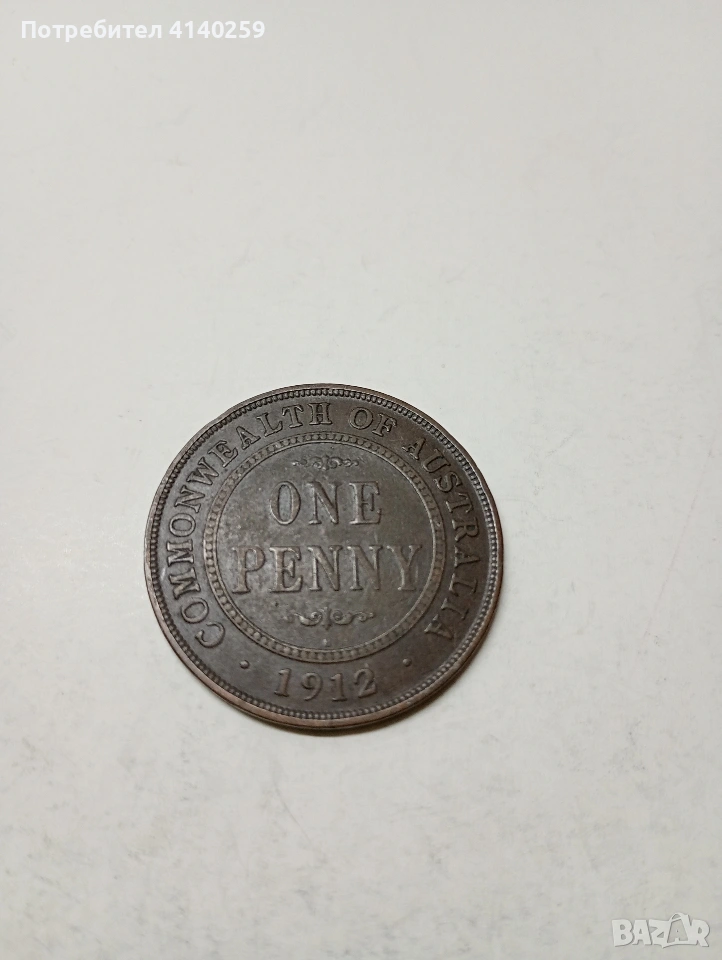 Потребител 4140259
COMMONWEALTH OF AUSTRALIA
ONE
PENNY
· 1912 ·
BAZAR